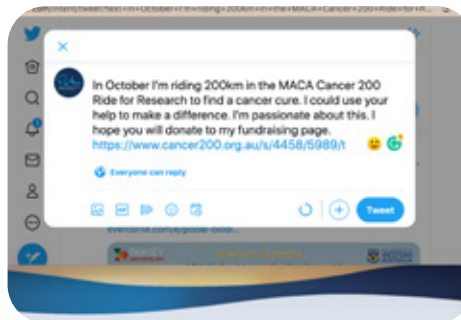 In October I'm riding 200km in the MACA Cancer 200
Ride for Research to find a cancer cure. I could use your
help to make a difference. I'm passionate about this. I
hope you will donate to my fundraising page.
https://www.cancer200.org.au/s/4458/5989/t
Everyone can reply
GIF
Tweet